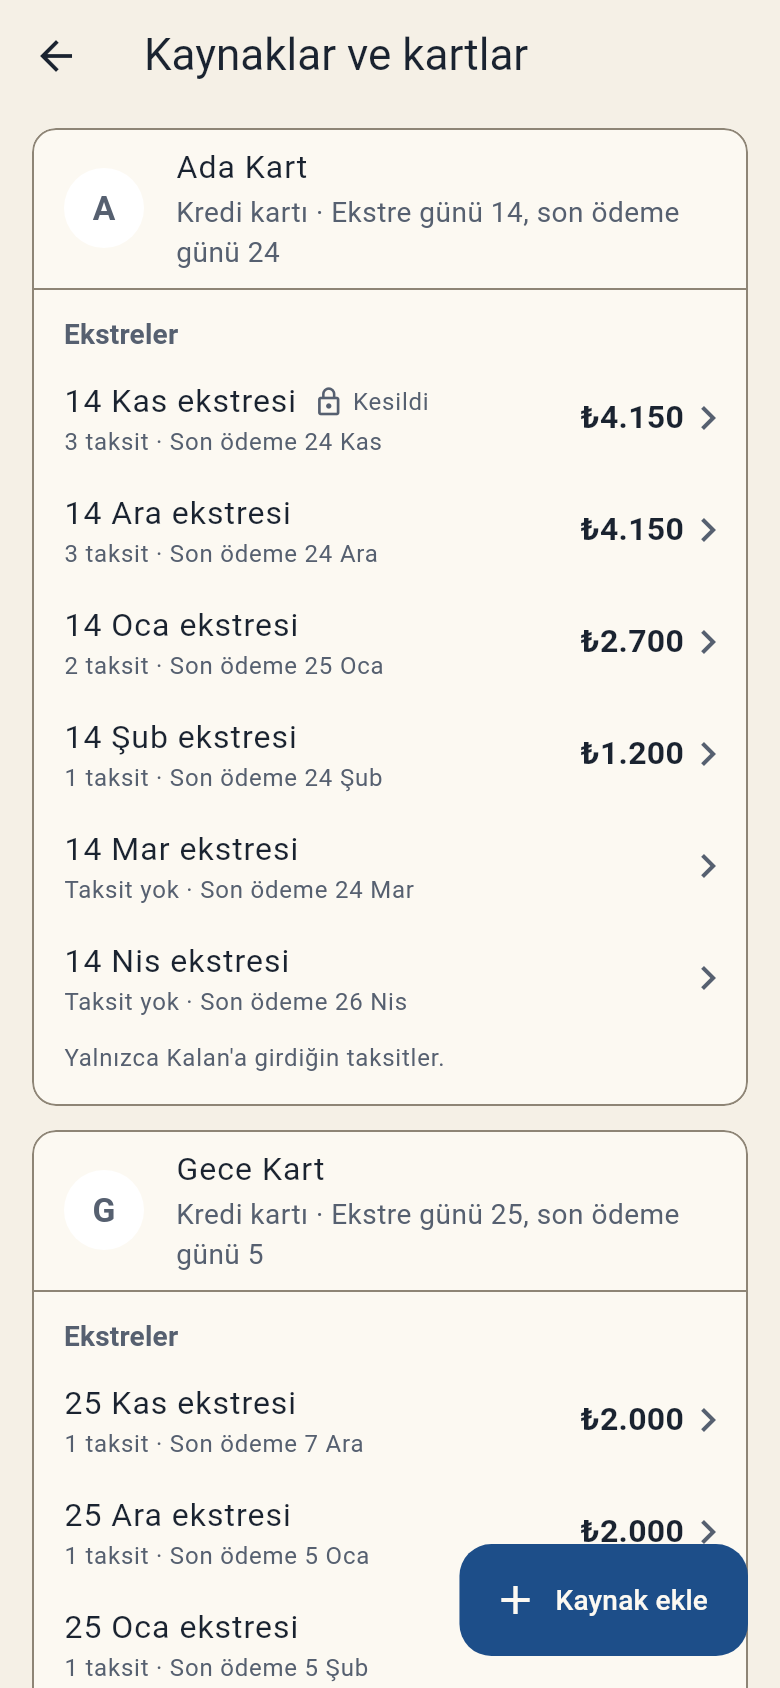 Kaynaklar ve kartlar
A
Ada Kart
Kredi kartı · Ekstre günü 14, son ödeme
günü 24
Ekstreler
14 Kas ekstresi Kesildi
3 taksit · Son ödeme 24 Kas
₺4.150
14 Ara ekstresi
3 taksit · Son ödeme 24 Ara
₺4.150
14 Oca ekstresi
2 taksit · Son ödeme 25 Oca
₺2.700
14 Şub ekstresi
1 taksit · Son ödeme 24 Şub
₺1.200
14 Mar ekstresi
Taksit yok · Son ödeme 24 Mar
14 Nis ekstresi
Taksit yok · Son ödeme 26 Nis
Yalnızca Kalan'a girdiğin taksitler.
G
Gece Kart
Kredi kartı · Ekstre günü 25, son ödeme
günü 5
Ekstreler
25 Kas ekstresi
1 taksit · Son ödeme 7 Ara
₺2.000
25 Ara ekstresi
1 taksit · Son ödeme 5 Oca
₺2.000
25 Oca ekstresi
1 taksit · Son ödeme 5 Şub
Kaynak ekle